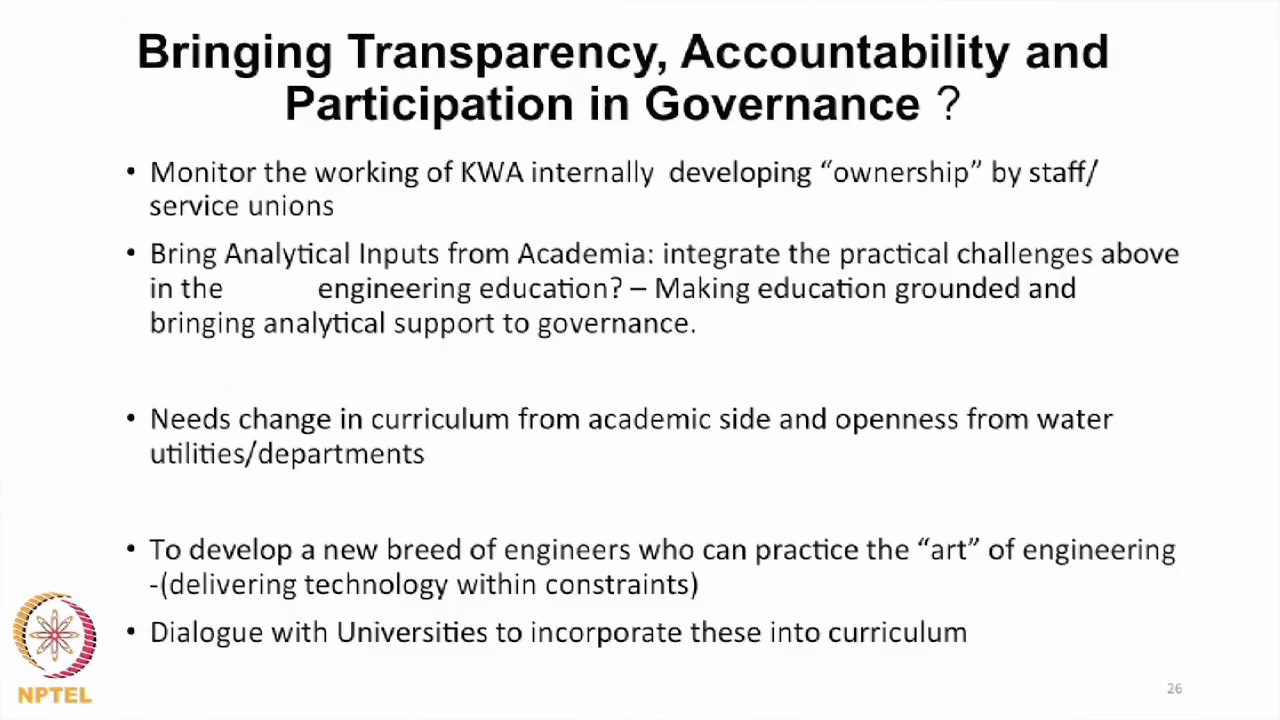 Bringing Transparency, Accountability and
Participation in Governance ?
• Monitor the working of KWA internally developing “ownership” by staff/
service unions
• Bring Analytical Inputs from Academia: integrate the practical challenges above
in the engineering education? – Making education grounded and
bringing analytical support to governance.
• Needs change in curriculum from academic side and openness from water
utilities/departments
• To develop a new breed of engineers who can practice the “art” of engineering
-(delivering technology within constraints)
• Dialogue with Universities to incorporate these into curriculum
NPTEL
26